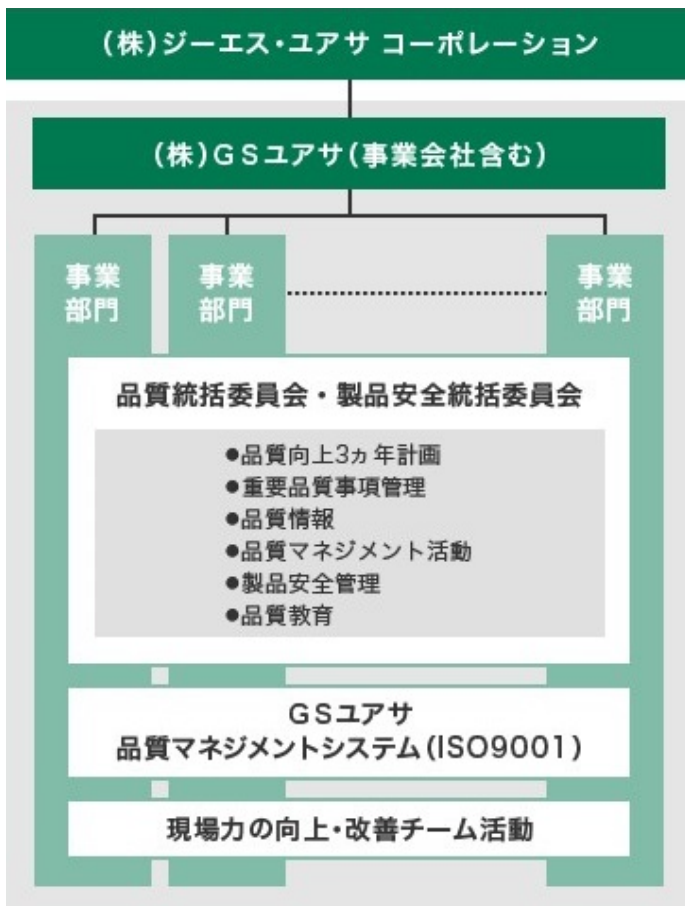 (株)ジーエス・ユアサ コーポレーション
(株)GSユアサ(事業会社含む)
事業
部門
事業
部門
事業
部門
品質統括委員会・製品安全統括委員会
●品質向上3ヵ年計画
●重要品質事項管理
●品質情報
●品質マネジメント活動
●製品安全管理
●品質教育
GSユアサ
品質マネジメントシステム(ISO9001)
現場力の向上・改善チーム活動